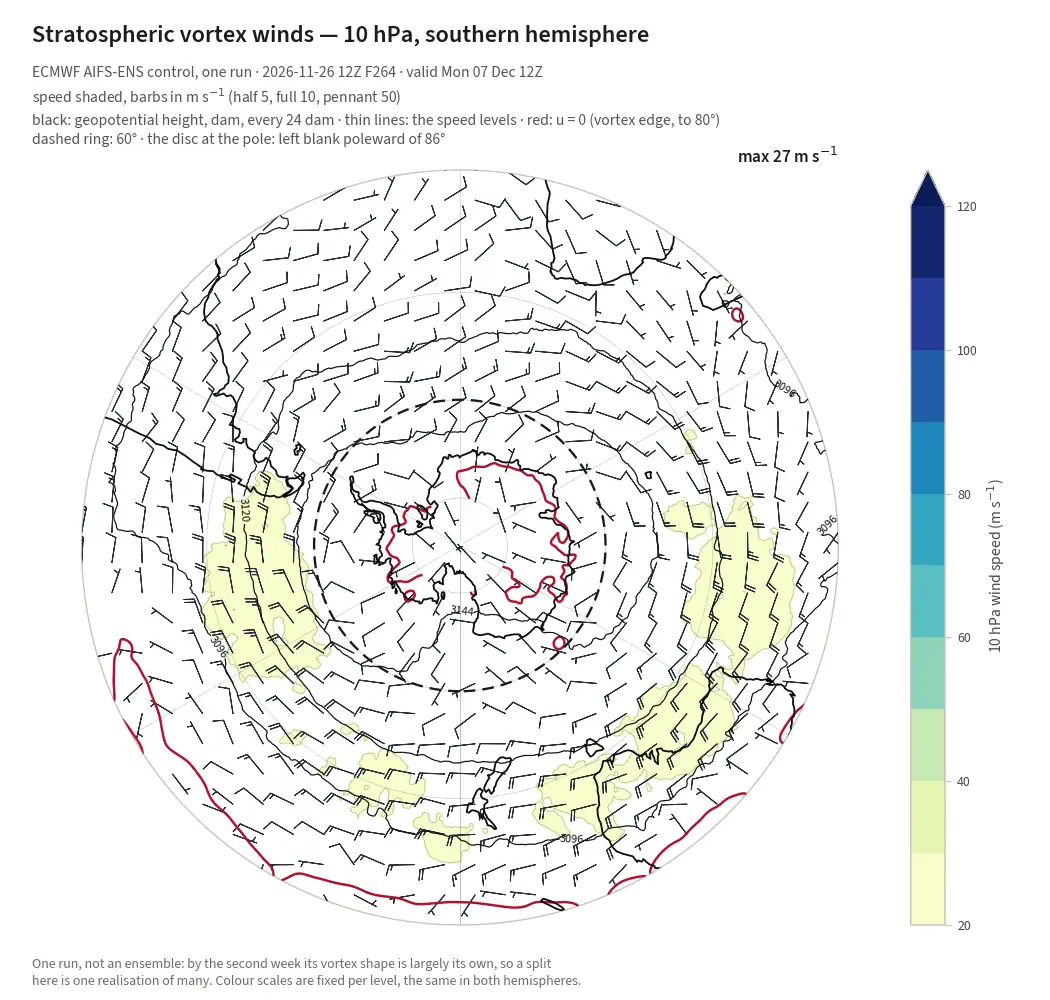 Stratospheric vortex winds — 10 hPa, southern hemisphere
ECMWF AIFS-ENS control, one run · 2026-11-26 12Z F264 · valid Mon 07 Dec 12Z
speed shaded, barbs in m s⁻¹ (half 5, full 10, pennant 50)
black: geopotential height, dam, every 24 dam · thin lines: the speed levels · red: u = 0 (vortex edge, to 80°)
dashed ring: 60° · the disc at the pole: left blank poleward of 86°
max 27 m s⁻¹
120
100
80
60
40
20
10 hPa wind speed (m s⁻¹)
3096
3120
3096
3144
3096
3096
One run, not an ensemble: by the second week its vortex shape is largely its own, so a split
here is one realisation of many. Colour scales are fixed per level, the same in both hemispheres.